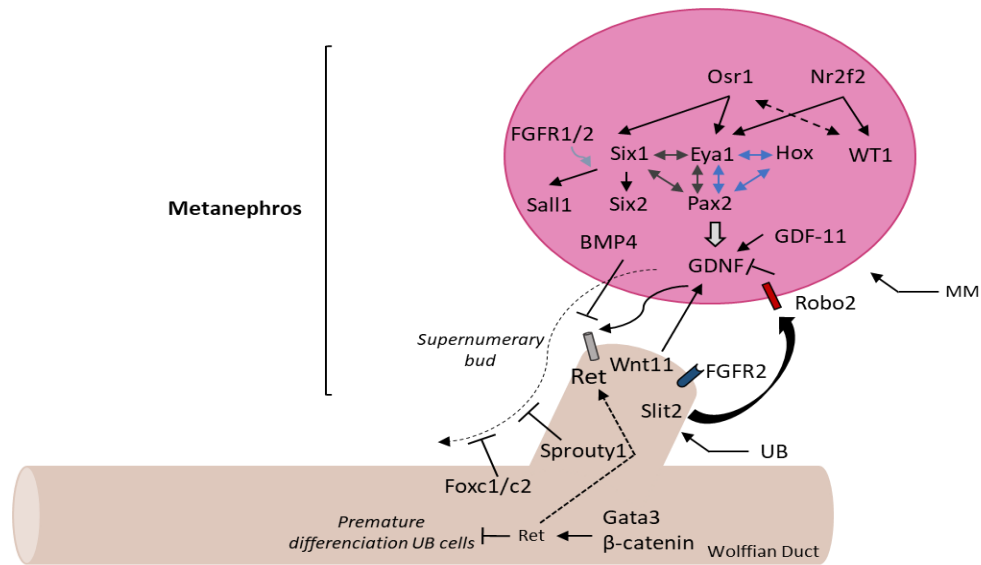 Osr1
Nr2f2
FGFR1/2
Six1
Eya1
Hox
WT1
Metanephros
Sall1
Six2
Pax2
BMP4
GDF-11
GDNF
MM
Robo2
Supernumerary
bud
Wnt11
FGFR2
Ret
Slit2
Sprouty1
UB
Foxc1/c2
Premature
differenciation UB cells
Ret
Gata3
β-catenin
Wolffian Duct